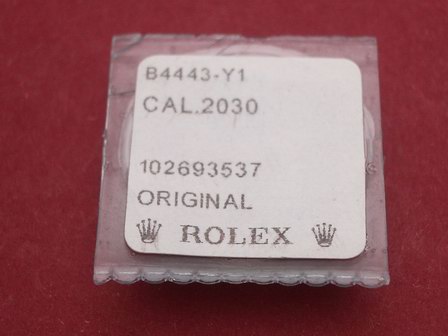 B4443-Y1
CAL.2030
102693537
ORIGINAL
ROLEX